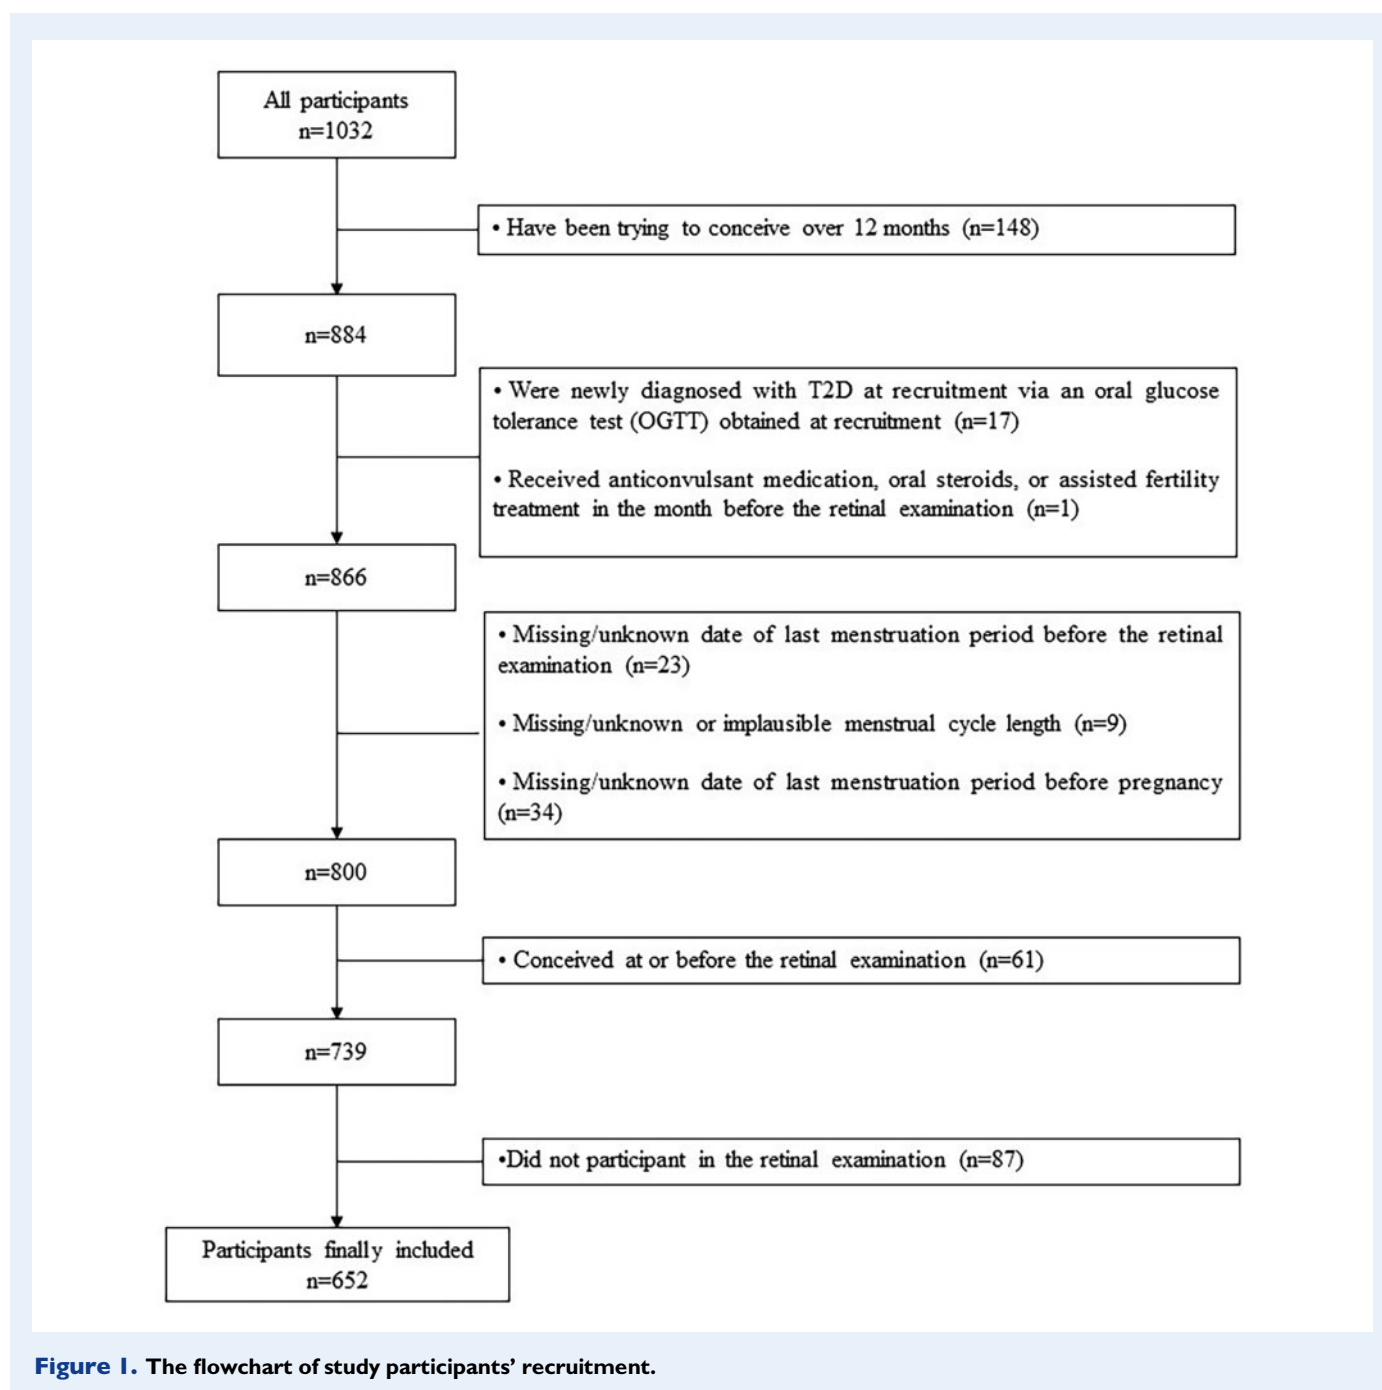 All participants
n=1032
• Have been trying to conceive over 12 months (n=148)
n=884
• Were newly diagnosed with T2D at recruitment via an oral glucose
tolerance test (OGTT) obtained at recruitment (n=17)
• Received anticonvulsant medication, oral steroids, or assisted fertility
treatment in the month before the retinal examination (n=1)
n=866
• Missing/unknown date of last menstruation period before the retinal
examination (n=23)
• Missing/unknown or implausible menstrual cycle length (n=9)
• Missing/unknown date of last menstruation period before pregnancy
(n=34)
n=800
• Conceived at or before the retinal examination (n=61)
n=739
•Did not participant in the retinal examination (n=87)
Participants finally included
n=652
Figure 1. The flowchart of study participants’ recruitment.